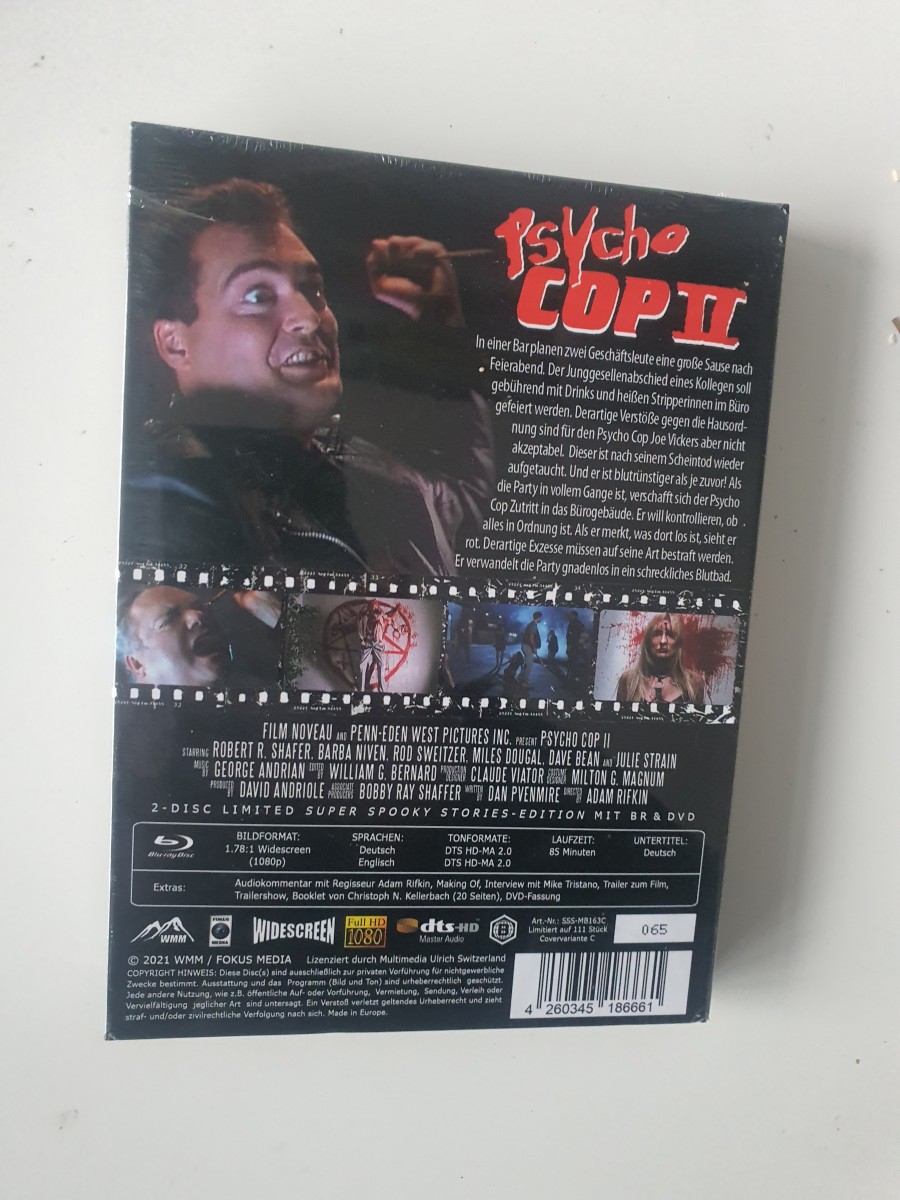 Psycho
COP II
In einer Bar planen zwei Geschäftsleute eine große Sause nach
Feierabend. Der Junggesellenabschied eines Kollegen soll
gebührend mit Drinks und heißen Stripperinnen im Büro
gefeiert werden. Derartige Verstöße gegen die Hausord-
nung sind für den Psycho Cop Joe Vickers aber nicht
akzeptabel. Dieser ist nach seinem Scheintod wieder
aufgetaucht. Und er ist blutrünstiger als je zuvor! Als
die Party in vollem Gange ist, verschafft sich der Psycho
Cop Zutritt in das Bürogebäude. Er will kontrollieren, ob
alles in Ordnung ist. Als er merkt, was dort los ist, sieht er
rot. Derartige Exzesse müssen auf seine Art bestraft werden.
Er verwandelt die Party gnadenlos in ein schreckliches Blutbad.
FILM NOVEAU AND PENN-EDEN WEST PICTURES INC. PRESENT PSYCHO COP II
STARRING ROBERT R. SHAFER, BARBA NIVEN, ROD SWEITZER, MILES DOUGAL, DAVE BEAN AND JULIE STRAIN
MUSIC BY GEORGE ANDRIAN EDITED BY WILLIAM G. BERNARD PRODUCTION DESIGNER CLAUDE VIATOR COSTUME DESIGNER MILTON G. MAGNUM
PRODUCED BY DAVID ANDRIOLE ASSOCIATE PRODUCERS BOBBY RAY SHAFFER WRITTEN BY DAN PVENMIRE DIRECTED BY ADAM RIFKIN
2-DISC LIMITED SUPER SPOOKY STORIES-EDITION MIT BR & DVD
Blu-ray Disc
BILDFORMAT:
1.78:1 Widescreen
(1080p)
SPRACHEN:
Deutsch
Englisch
TONFORMATE:
DTS HD-MA 2.0
DTS HD-MA 2.0
LAUFZEIT:
85 Minuten
UNTERTITEL:
Deutsch
Extras:
Audiokommentar mit Regisseur Adam Rifkin, Making Of, Interview mit Mike Tristano, Trailer zum Film,
Trailershow, Booklet von Christoph N. Kellerbach (20 Seiten), DVD-Fassung
WMM
FOKUS
MEDIA
WIDESCREEN
Full HD
1080
dts-HD
Master Audio
Art.-Nr.: SSS-MB163C
Limitiert auf 111 Stück
Covervariante C
065
© 2021 WMM / FOKUS MEDIA Lizenziert durch Multimedia Ulrich Switzerland
COPYRIGHT HINWEIS: Diese Disc(s) sind ausschließlich zur privaten Vorführung für nichtgewerbliche
Zwecke bestimmt. Ausstattung und das Programm (Bild und Ton) sind urheberrechtlich geschützt.
Jede andere Nutzung, wie z.B. öffentliche Auf- oder Vorführung, Vermietung, Sendung, Verleih oder
Vervielfältigung jeglicher Art sind untersagt. Ein Verstoß verletzt geltendes Urheberrecht und zieht
straf- und/oder zivilrechtliche Verfolgung nach sich. Made in Europe.
4 260345 186661